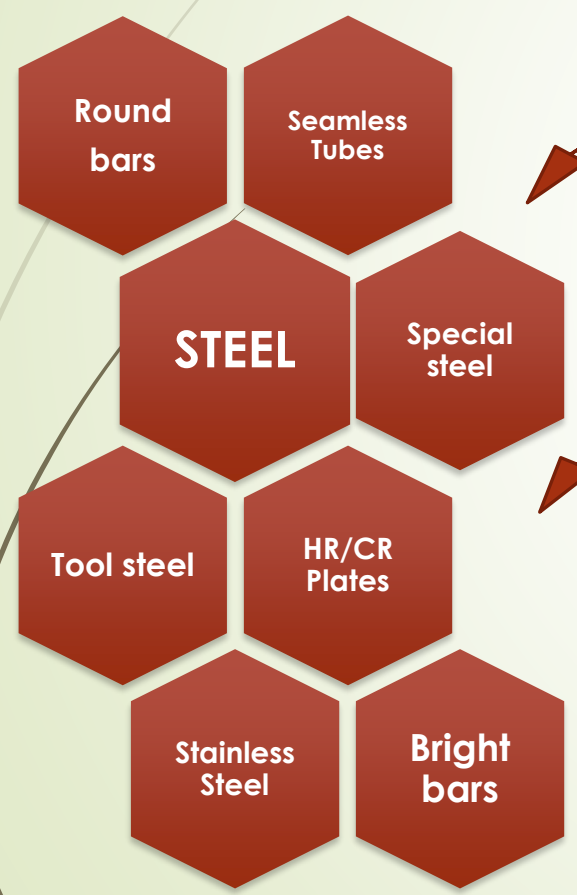 Round
bars
Seamless
Tubes
STEEL
Special
steel
Tool steel
HR/CR
Plates
Stainless
Steel
Bright
bars